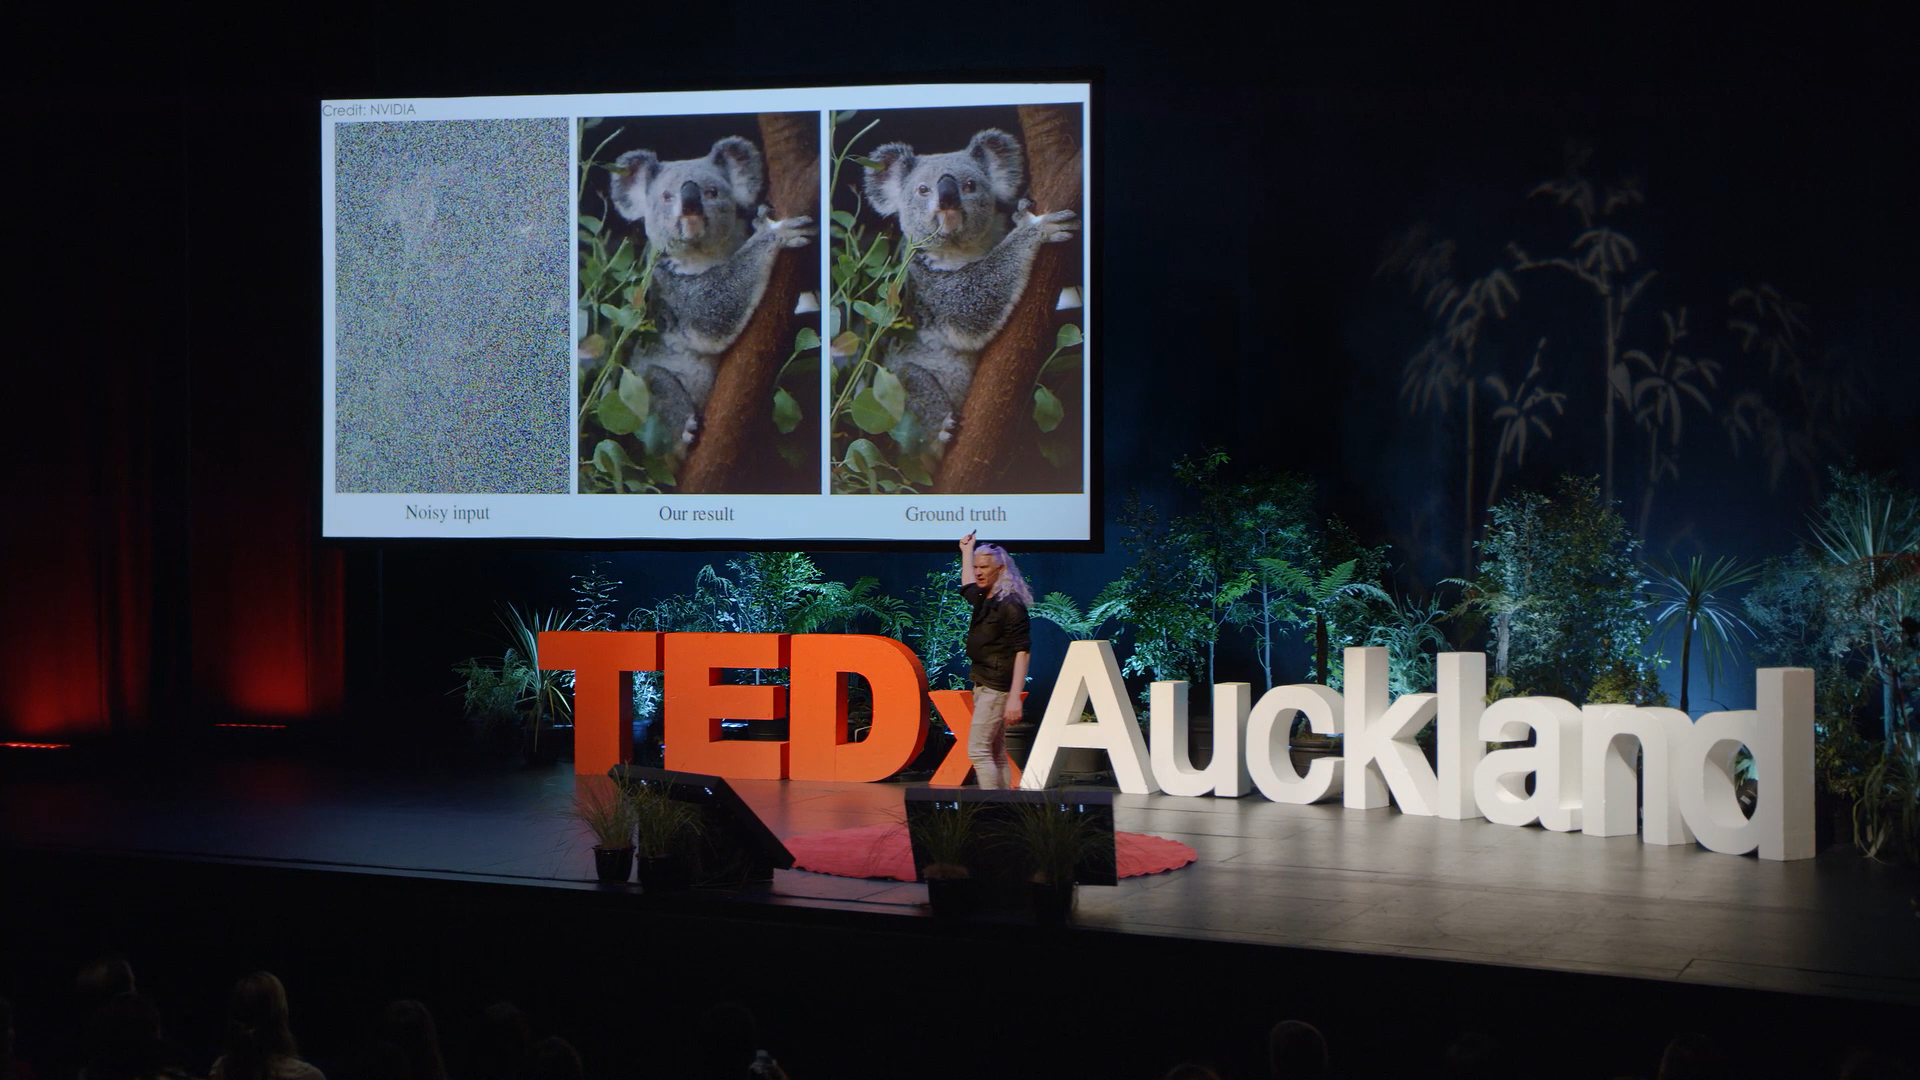 Credit: NVIDIA
Noisy input
Our result
Ground truth
TEDxAuckland